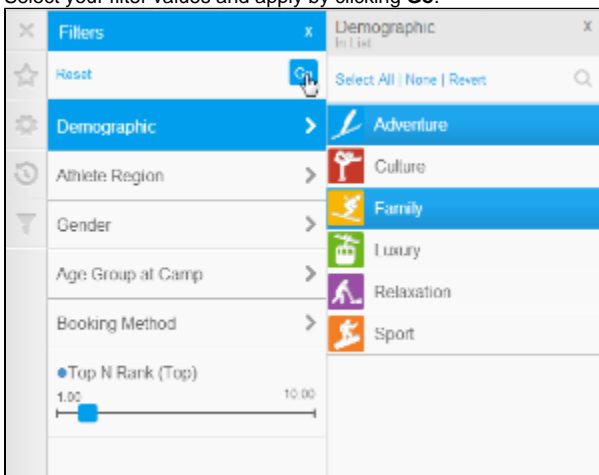 Select your filter values and apply by clicking Go.
Filters x
Reset Go
Demographic
Athlete Region
Gender
Age Group at Camp
Booking Method
Top N Rank (Top)
1.00 10.00
Demographic x
In List
Select All | None | Revert
Adventure
Culture
Family
Luxury
Relaxation
Sport